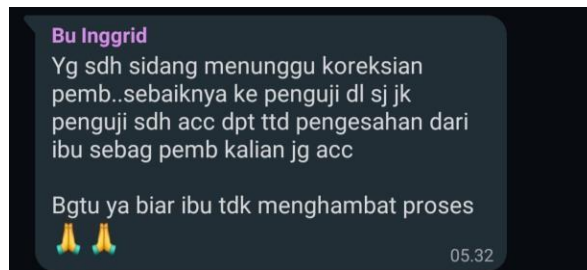 Bu Inggrid
Yg sdh sidang menunggu koreksian
pemb..sebaiknya ke penguji dl sj jk
penguji sdh acc dpt ttd pengesahan dari
ibu sebag pemb kalian jg acc
Bgtu ya biar ibu tdk menghambat proses
🙏🙏
05.32